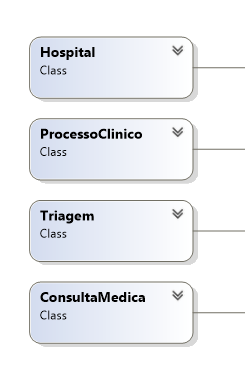 Hospital
Class
ProcessoClinico
Class
Triagem
Class
ConsultaMedica
Class